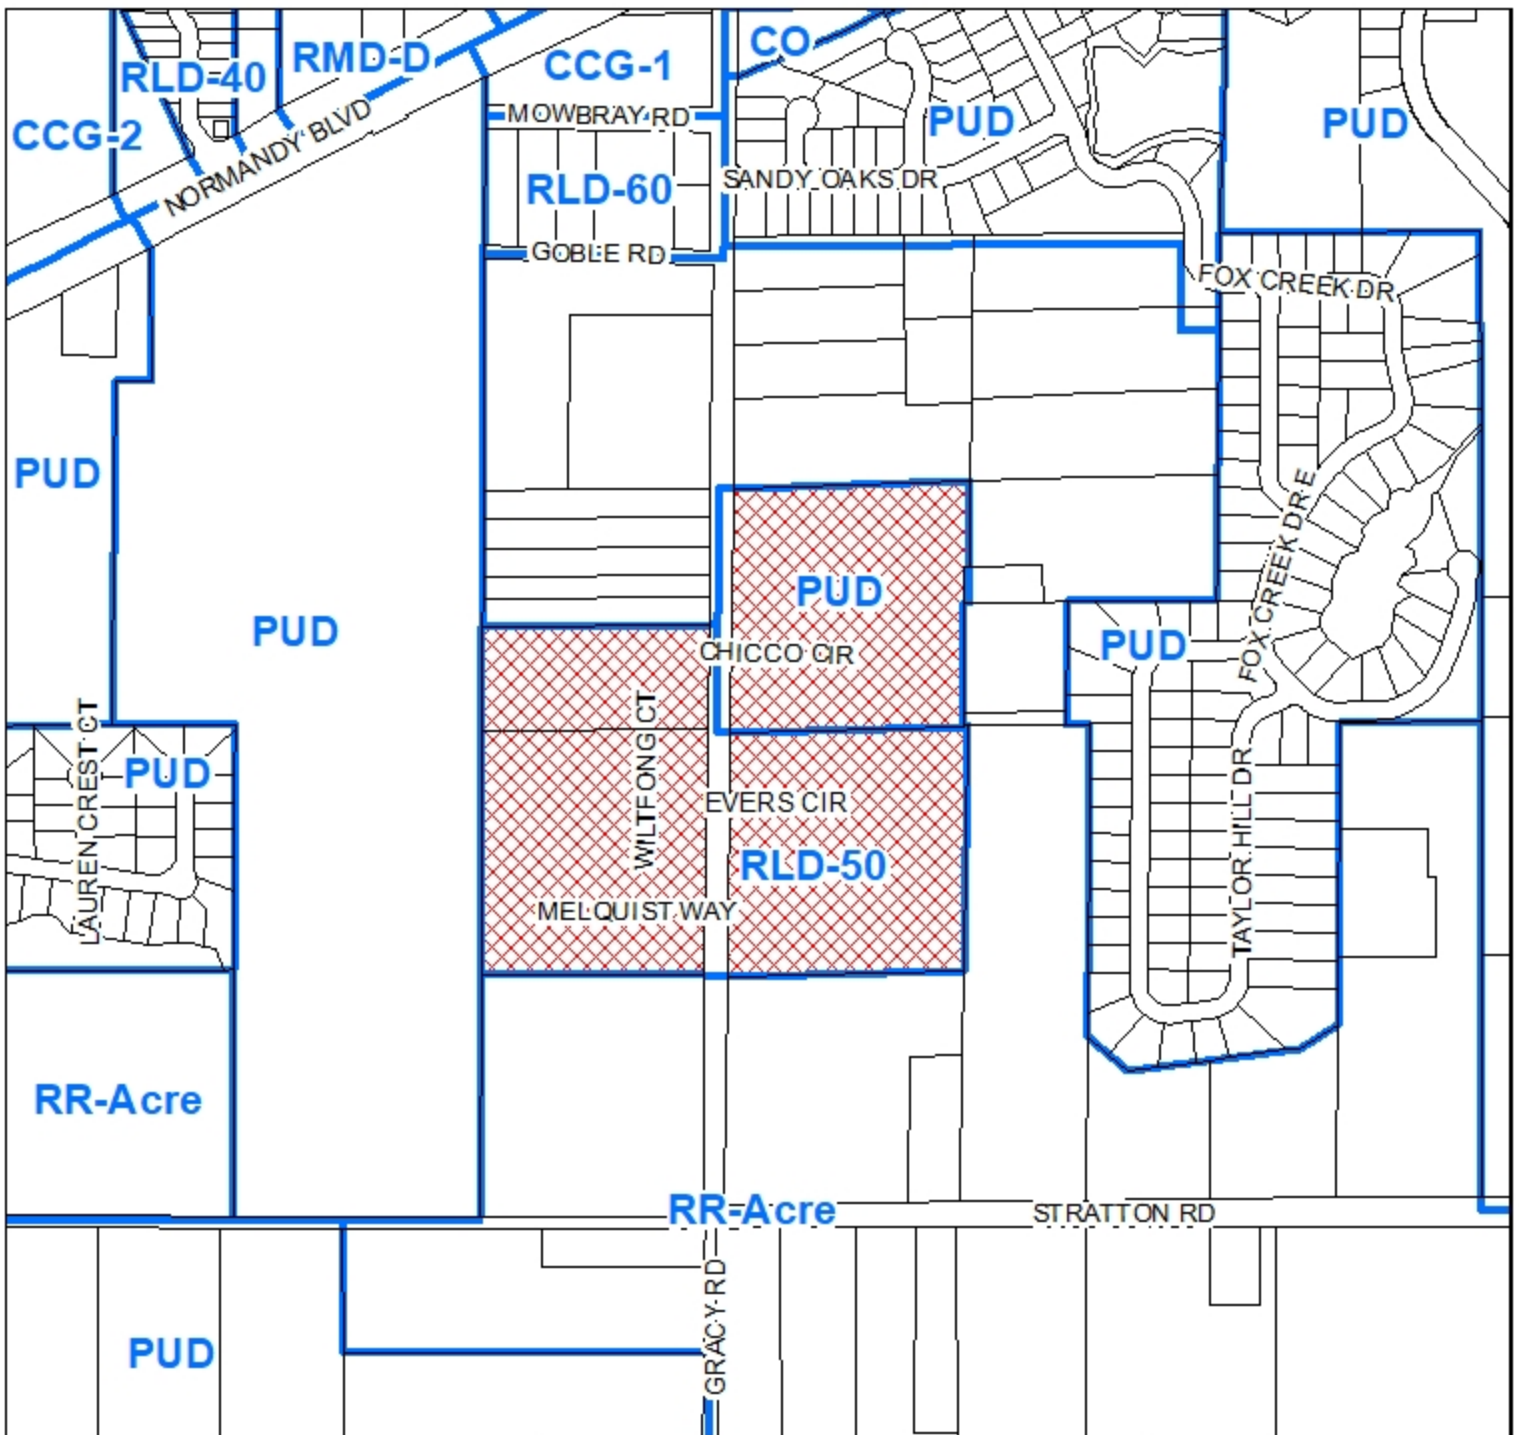 CO
RMD-D
CCG-1
RLD-40
MOWBRAY RD
PUD
PUD
CCG-2
NORMANDY BLVD
SANDY OAKS DR
RLD-60
GOBLE RD
FOX CREEK DR
PUD
FOX CREEK DR E
PUD
PUD
PUD
CHICCO CIR
WILTFONG CT
LAUREN CREST CT
PUD
EVERS CIR
TAYLOR HILL DR
RLD-50
MELQUIST WAY
RR-Acre
RR-Acre
STRATTON RD
GRACY RD
PUD